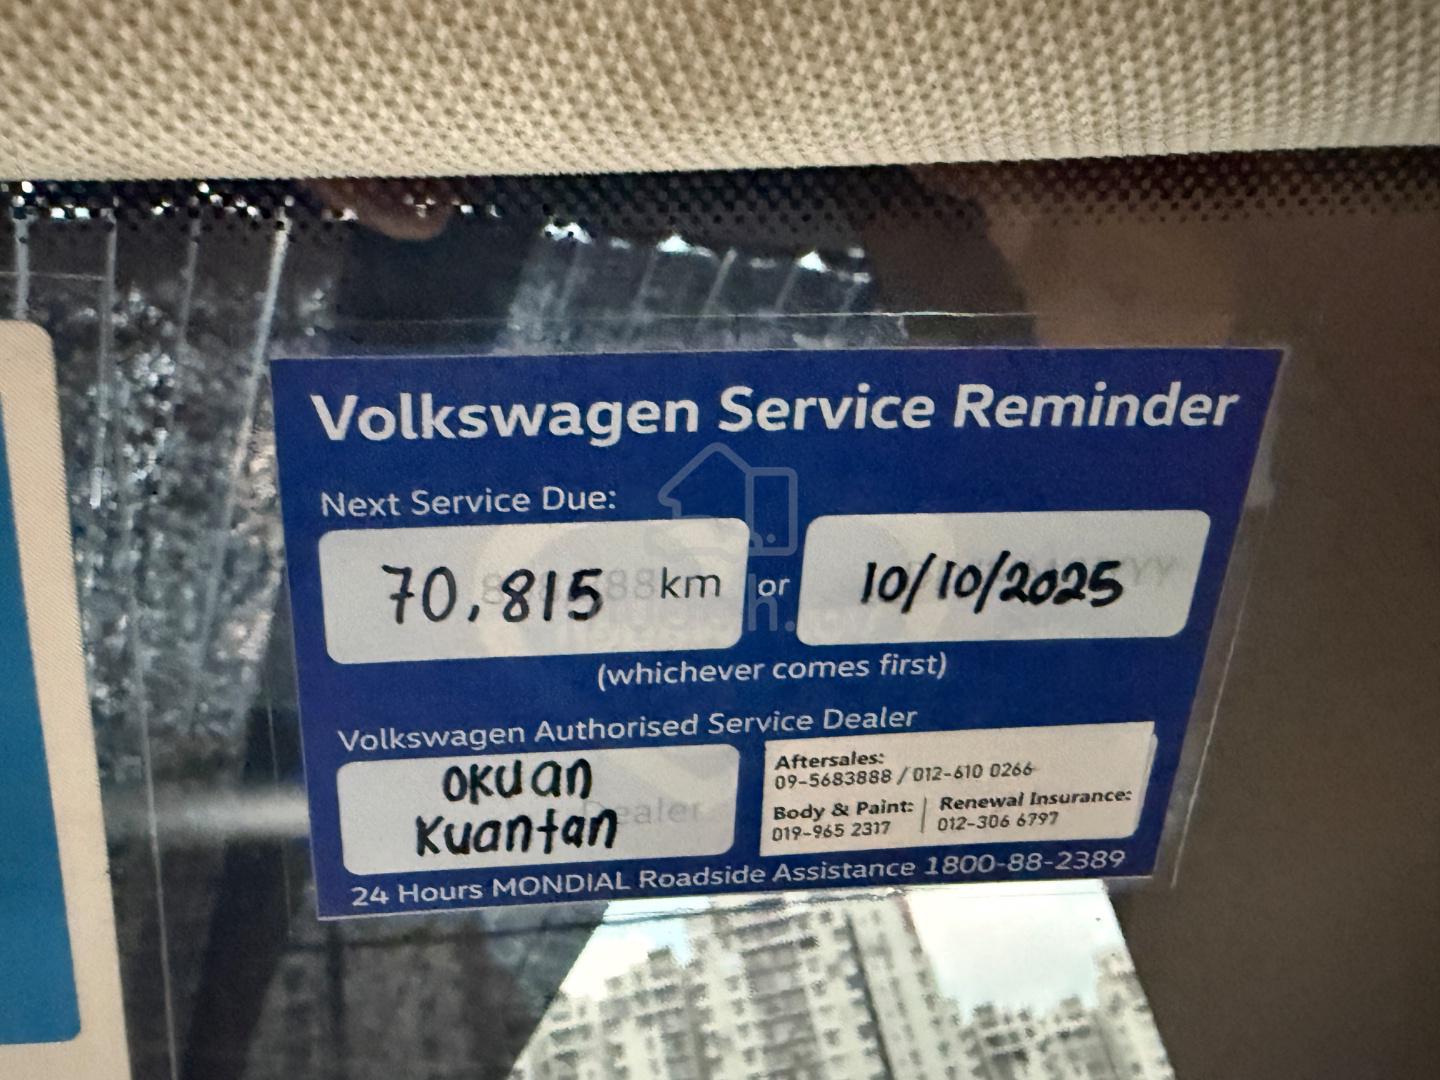 Volkswagen Service Reminder
Next Service Due:
70,815 km or 10/10/2025
(whichever comes first)
Volkswagen Authorised Service Dealer
OKUan
Kuantan
Dealer
Aftersales:
09-5683888 / 012-610 0266
Body & Paint: | Renewal Insurance:
019-965 2317 | 012-306 6797
24 Hours MONDIAL Roadside Assistance 1800-88-2389